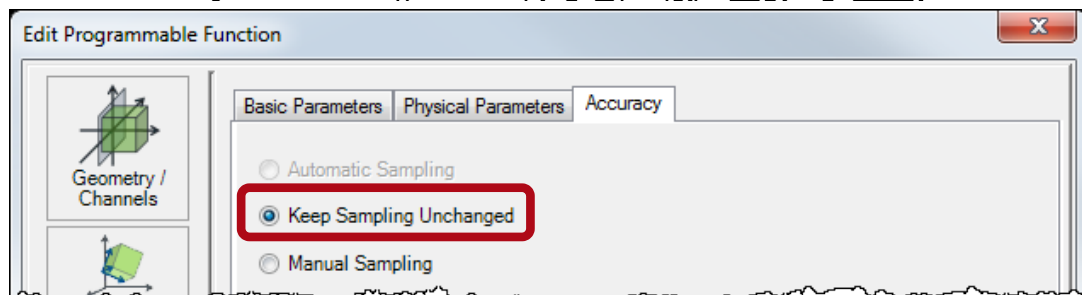 Edit Programmable Function
Basic Parameters Physical Parameters Accuracy
Geometry /
Channels
Automatic Sampling
Keep Sampling Unchanged
Manual Sampling